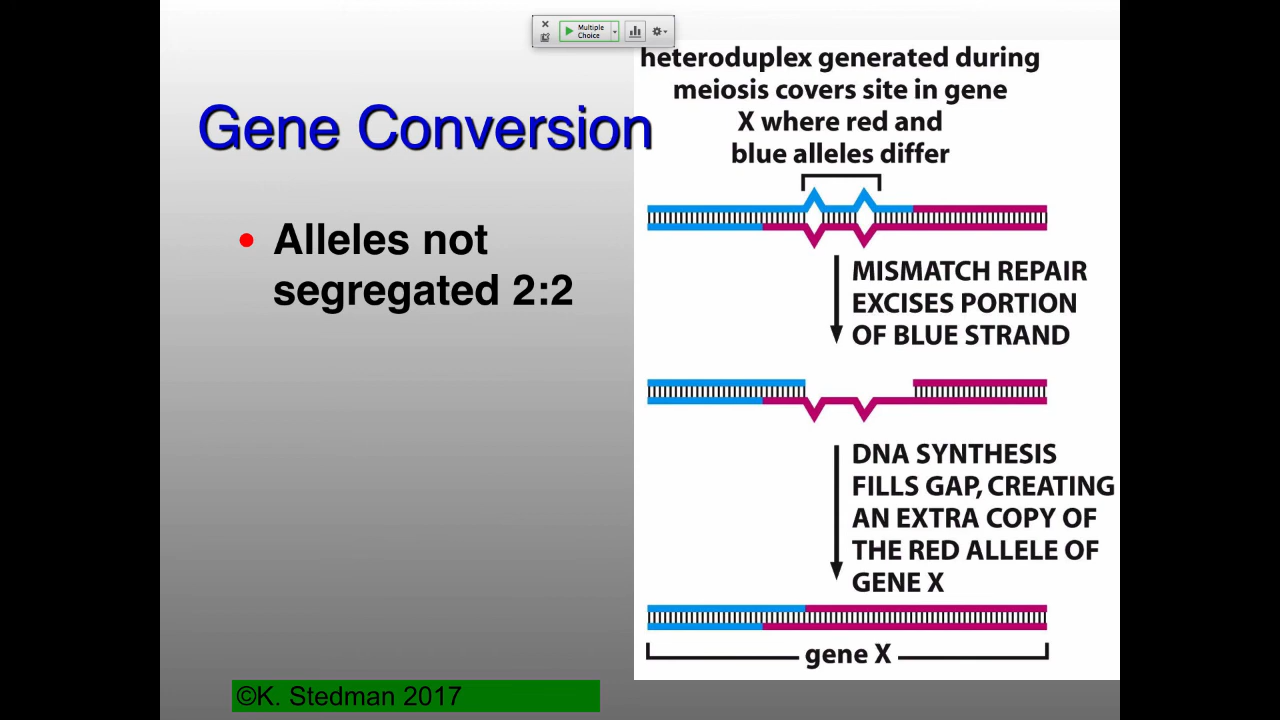 Multiple
Choice
Gene Conversion
• Alleles not
segregated 2:2
heteroduplex generated during
meiosis covers site in gene
X where red and
blue alleles differ
MISMATCH REPAIR
EXCISES PORTION
OF BLUE STRAND
DNA SYNTHESIS
FILLS GAP, CREATING
AN EXTRA COPY OF
THE RED ALLELE OF
GENE X
gene X
©K. Stedman 2017